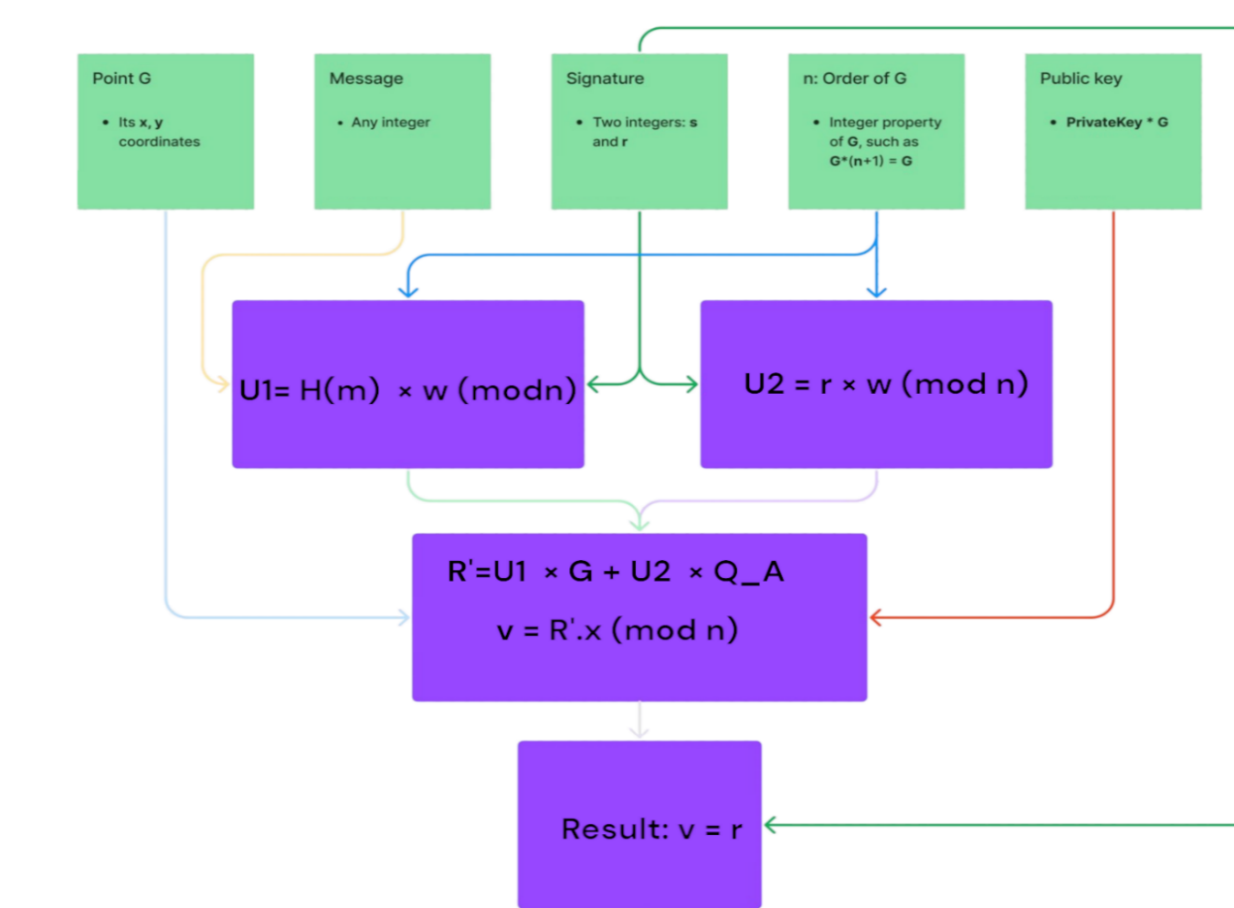 Point G
• Its x, y
coordinates
Message
• Any integer
Signature
• Two integers: s
and r
n: Order of G
• Integer property
of G, such as
G*(n+1) = G
Public key
• PrivateKey * G
U1= H(m) × w (modn)
U2 = r × w (mod n)
R'=U1 × G + U2 × Q_A
v = R'.x (mod n)
Result: v = r